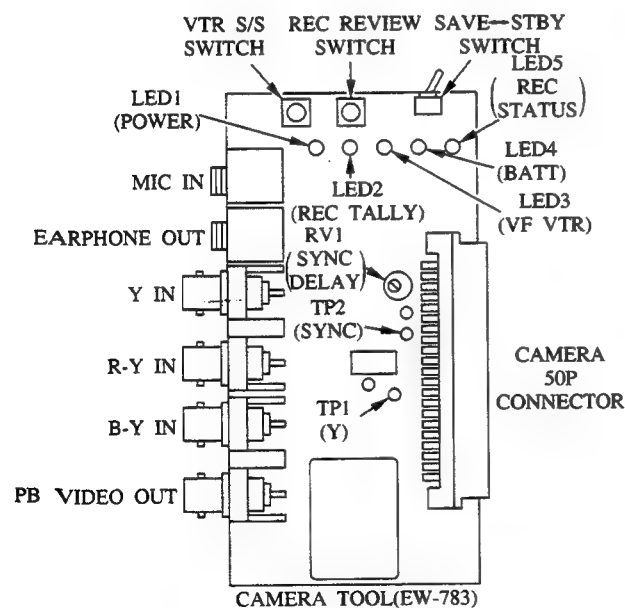 VTR S/S
SWITCH
REC REVIEW
SWITCH
SAVE↔STBY
SWITCH
LED5
REC
STATUS
LED1
(POWER)
LED4
(BATT)
MIC IN
LED2
(REC TALLY)
LED3
(VF VTR)
EARPHONE OUT
RV1
SYNC
DELAY
Y IN
TP2
(SYNC)
R-Y IN
CAMERA
50P
CONNECTOR
TP1
(Y)
B-Y IN
PB VIDEO OUT
CAMERA TOOL(EW-783)